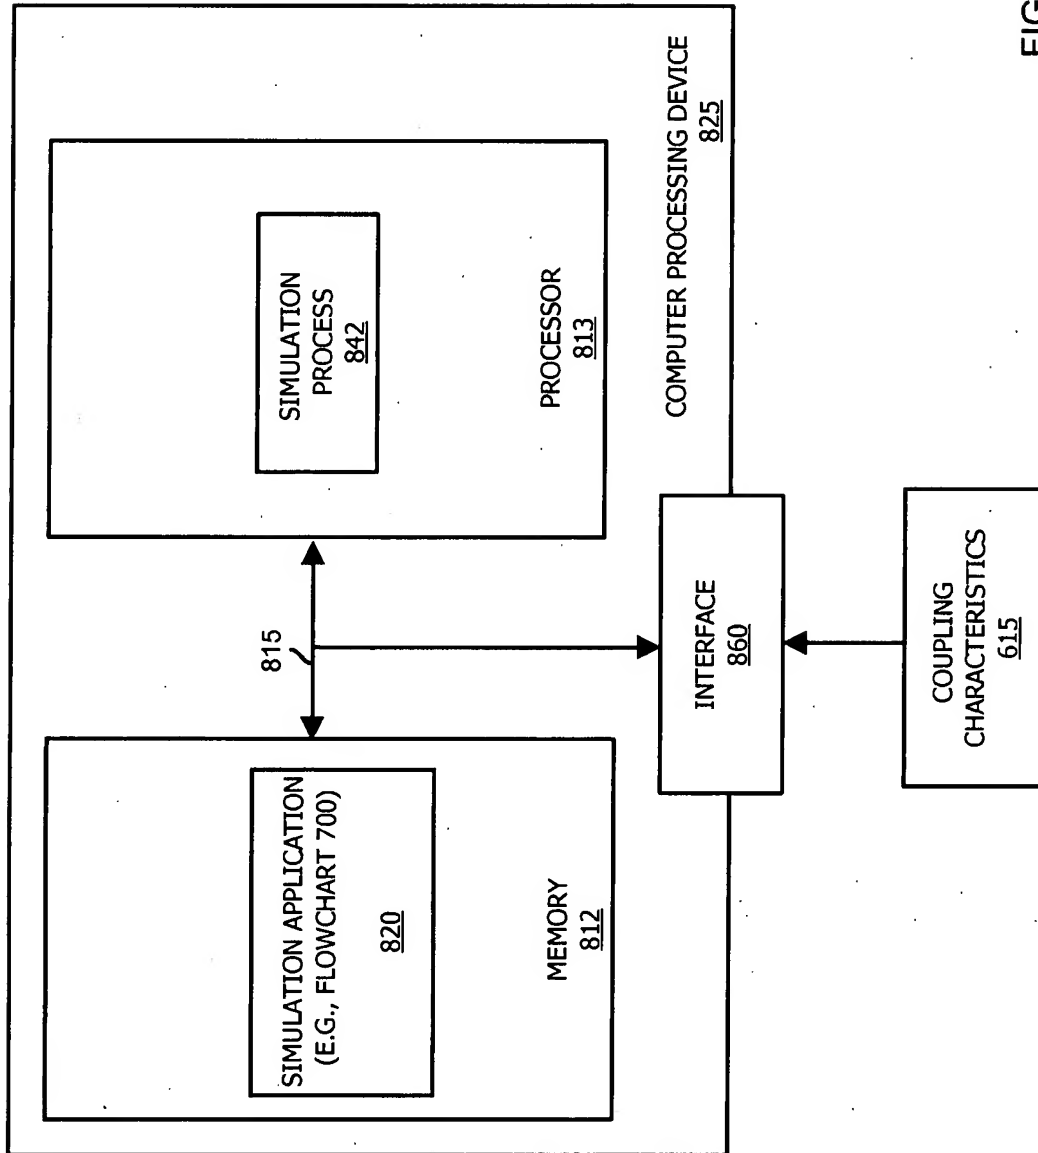 SIMULATION APPLICATION
(E.G., FLOWCHART 700)
820
MEMORY
812
815
SIMULATION
PROCESS
842
PROCESSOR
813
COMPUTER PROCESSING DEVICE
825
INTERFACE
860
COUPLING
CHARACTERISTICS
615
FIG